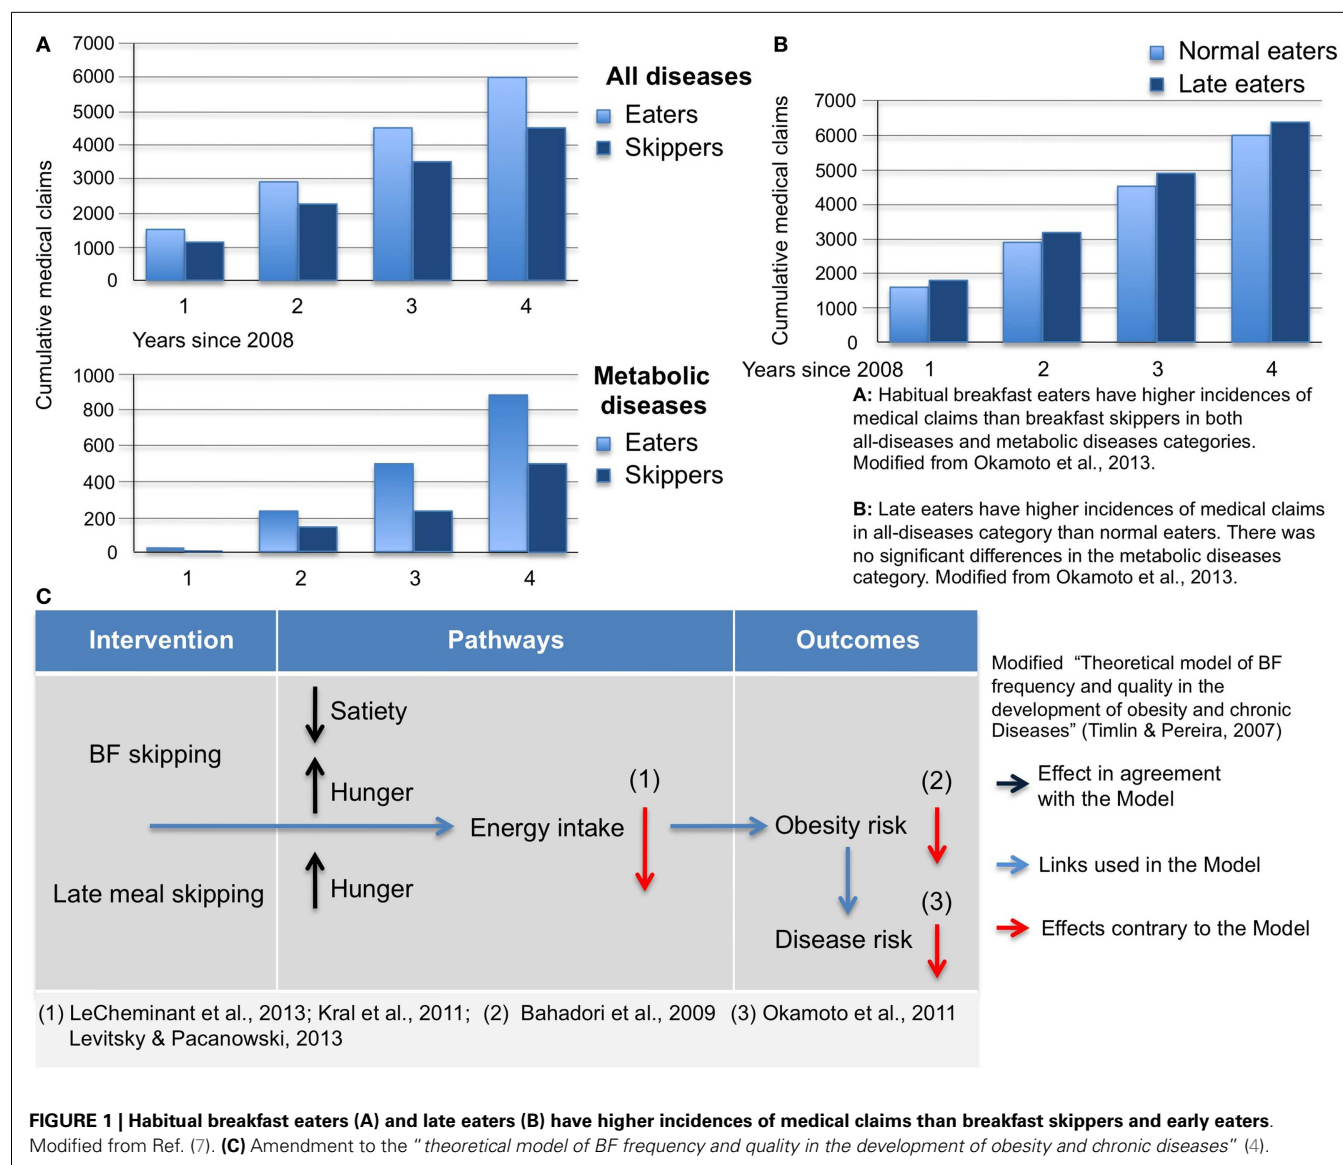 A
7000
6000
5000
4000
3000
2000
1000
0
1
2
3
4
Years since 2008
Cumulative medical claims
All diseases
Eaters
Skippers
1000
800
600
400
200
0
1
2
3
4
Metabolic
diseases
Eaters
Skippers
B
Normal eaters
Late eaters
7000
6000
5000
4000
3000
2000
1000
0
Cumulative medical claims
Years since 2008
1
2
3
4
A: Habitual breakfast eaters have higher incidences of
medical claims than breakfast skippers in both
all-diseases and metabolic diseases categories.
Modified from Okamoto et al., 2013.
B: Late eaters have higher incidences of medical claims
in all-diseases category than normal eaters. There was
no significant differences in the metabolic diseases
category. Modified from Okamoto et al., 2013.
C
Intervention
Pathways
Outcomes
BF skipping
Late meal skipping
Satiety
Hunger
Hunger
Energy intake
(1)
Obesity risk
(2)
Disease risk
(3)
Modified “Theoretical model of BF
frequency and quality in the
development of obesity and chronic
Diseases” (Timlin & Pereira, 2007)
Effect in agreement
with the Model
Links used in the Model
Effects contrary to the Model
(1) LeCheminant et al., 2013; Kral et al., 2011; (2) Bahadori et al., 2009 (3) Okamoto et al., 2011
Levitsky & Pacanowski, 2013
FIGURE 1 | Habitual breakfast eaters (A) and late eaters (B) have higher incidences of medical claims than breakfast skippers and early eaters.
Modified from Ref. (7). (C) Amendment to the “theoretical model of BF frequency and quality in the development of obesity and chronic diseases” (4).